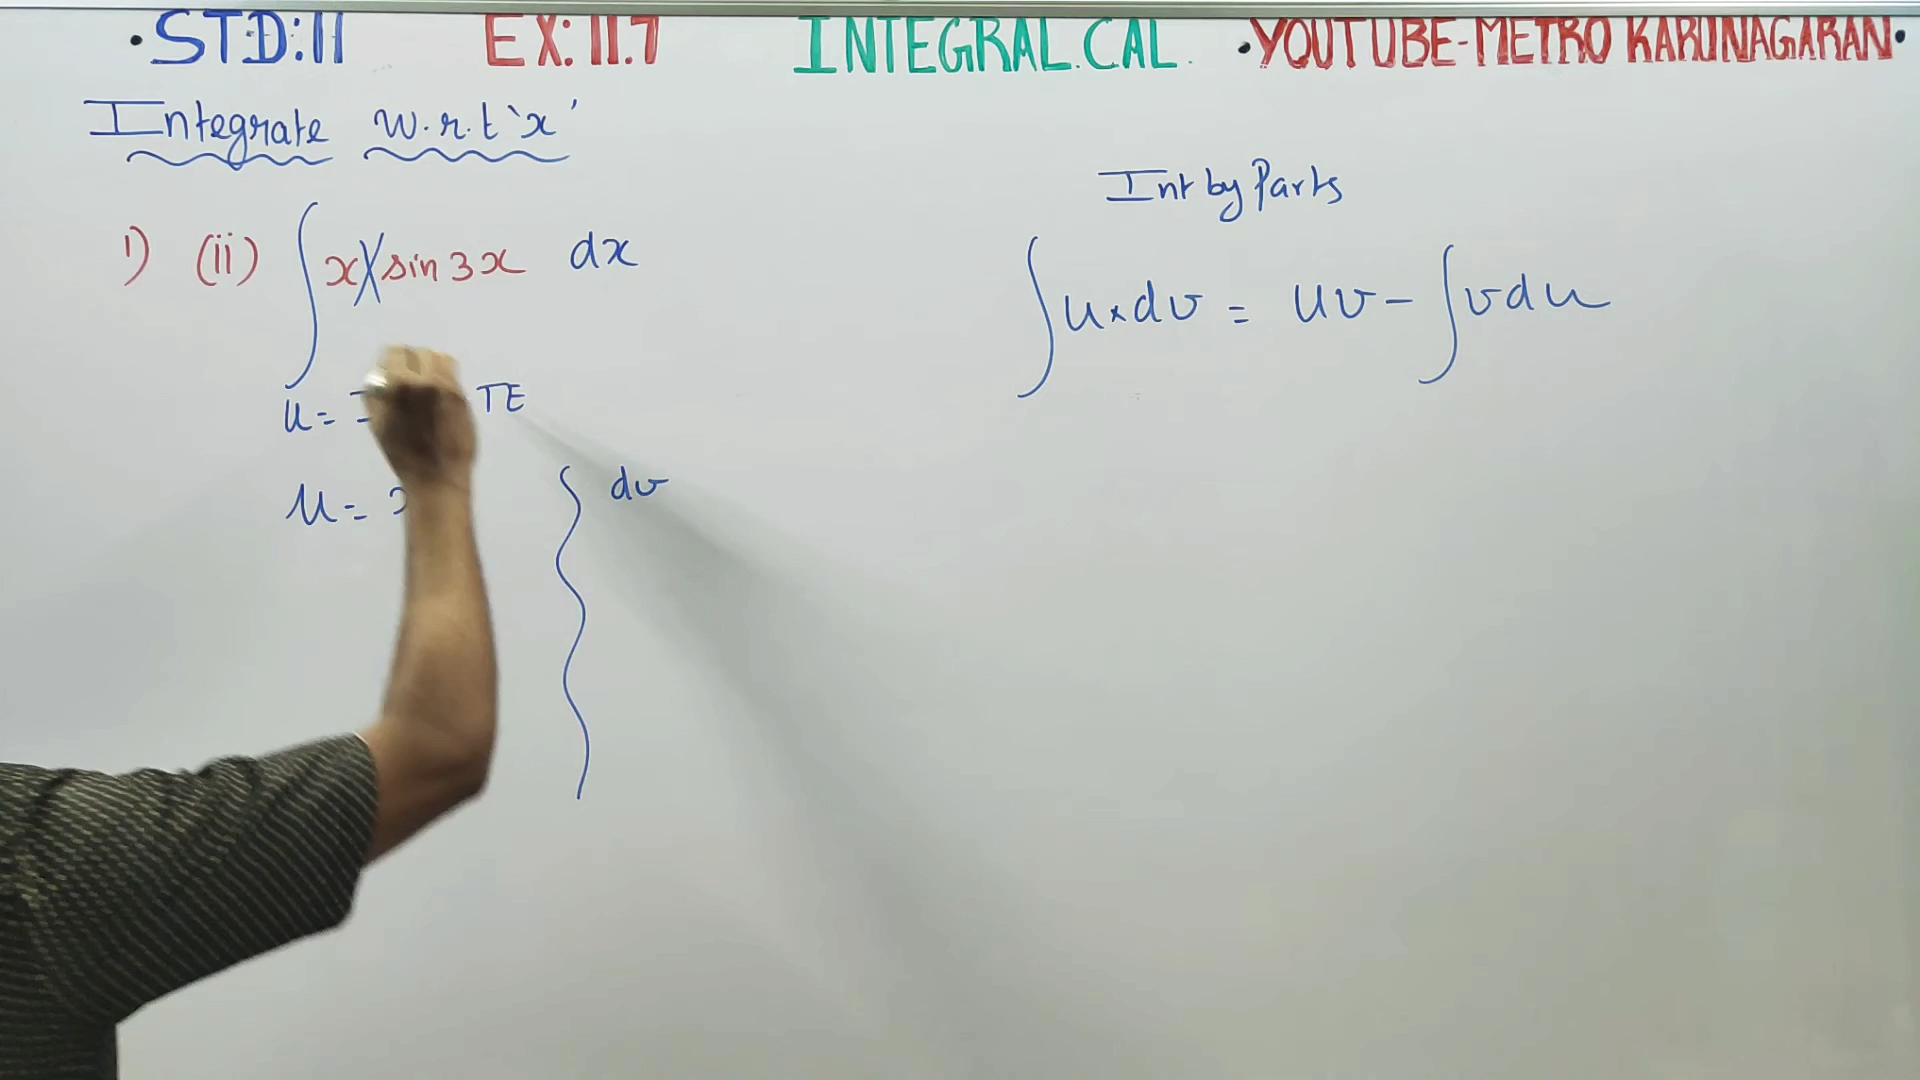 •STD:11 EX:11.7 INTEGRAL.CAL. •YOUTUBE-METRO KARUNAGARAN•
Integrate w.r.t 'x'
Int by Parts
1) (ii) ∫ x sin 3x dx
∫ u × dv = uv − ∫ v du
u = TE
u = dv